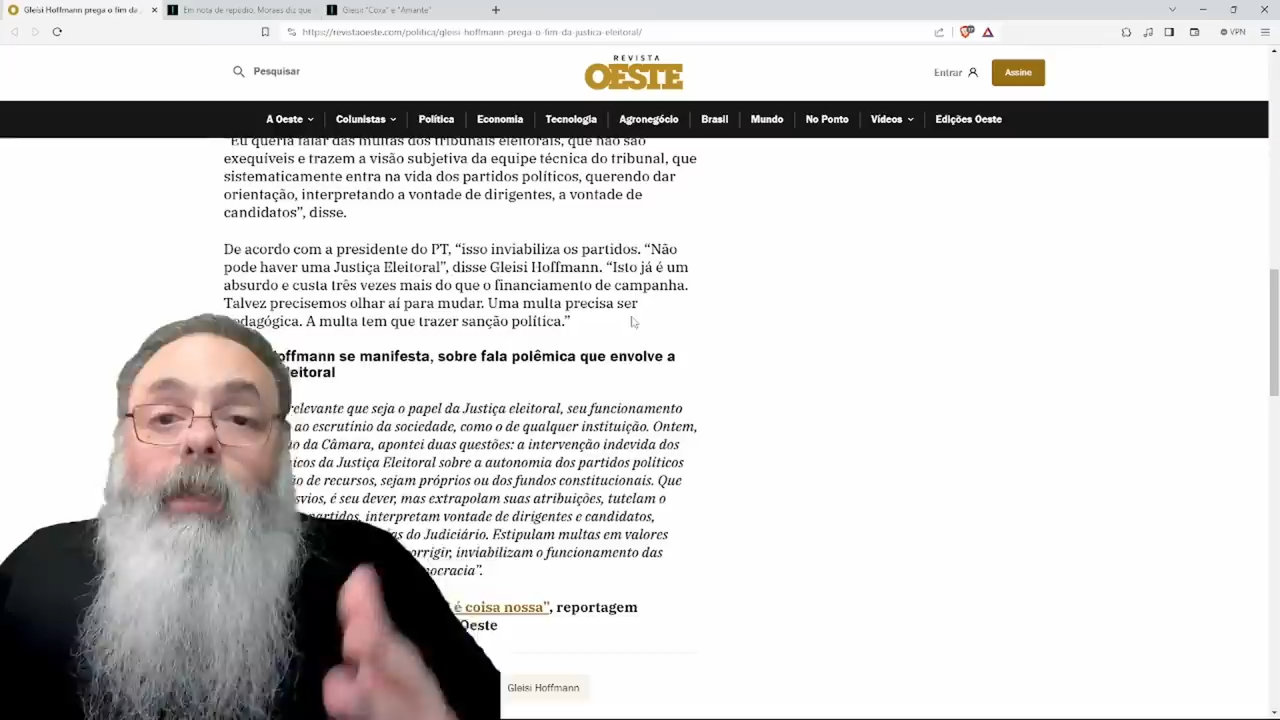 Gleisi Hoffmann prega o fim da
Em nota de repúdio, Moraes diz que
Gleisi "Coxa" e "Amante"
https://revistaoeste.com/politica/gleisi-hoffmann-prega-o-fim-da-justica-eleitoral/
VPN
Pesquisar
REVISTA
OESTE
Entrar
Assine
A Oeste
Colunistas
Política
Economia
Tecnologia
Agronegócio
Brasil
Mundo
No Ponto
Vídeos
Edições Oeste
"Eu queria falar das multas dos tribunais eleitorais, que não são
exequíveis e trazem a visão subjetiva da equipe técnica do tribunal, que
sistematicamente entra na vida dos partidos políticos, querendo dar
orientação, interpretando a vontade de dirigentes, a vontade de
candidatos”, disse.
De acordo com a presidente do PT, “isso inviabiliza os partidos. “Não
pode haver uma Justiça Eleitoral”, disse Gleisi Hoffmann. “Isto já é um
absurdo e custa três vezes mais do que o financiamento de campanha.
Talvez precisemos olhar aí para mudar. Uma multa precisa ser
pedagógica. A multa tem que trazer sanção política.”
offmann se manifesta, sobre fala polêmica que envolve a
eleitoral
relevante que seja o papel da Justiça eleitoral, seu funcionamento
ao escrutínio da sociedade, como o de qualquer instituição. Ontem,
da Câmara, apontei duas questões: a intervenção indevida dos
icos da Justiça Eleitoral sobre a autonomia dos partidos políticos
de recursos, sejam próprios ou dos fundos constitucionais. Que
svios, é seu dever, mas extrapolam suas atribuições, tutelam o
partidos, interpretam vontade de dirigentes e candidatos,
do Judiciário. Estipulam multas em valores
orrigir, inviabilizam o funcionamento das
ocracia”.
é coisa nossa”, reportagem
Oeste
Gleisi Hoffmann